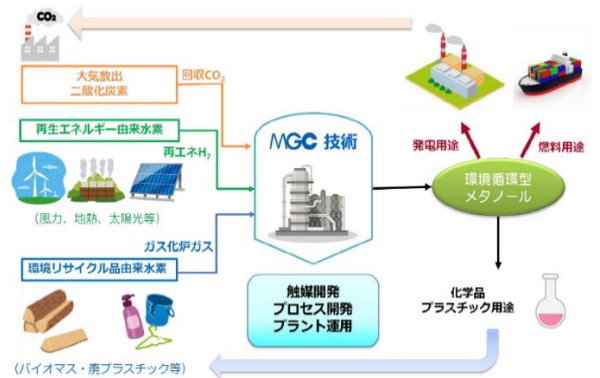 CO₂
大気放出
二酸化炭素
回収CO₂
再生エネルギー由来水素
再エネH₂
(風力、地熱、太陽光等)
ガス化炉ガス
環境リサイクル品由来水素
(バイオマス・廃プラスチック等)
MGC 技術
触媒開発
プロセス開発
プラント運用
発電用途
燃料用途
環境循環型
メタノール
化学品
プラスチック用途